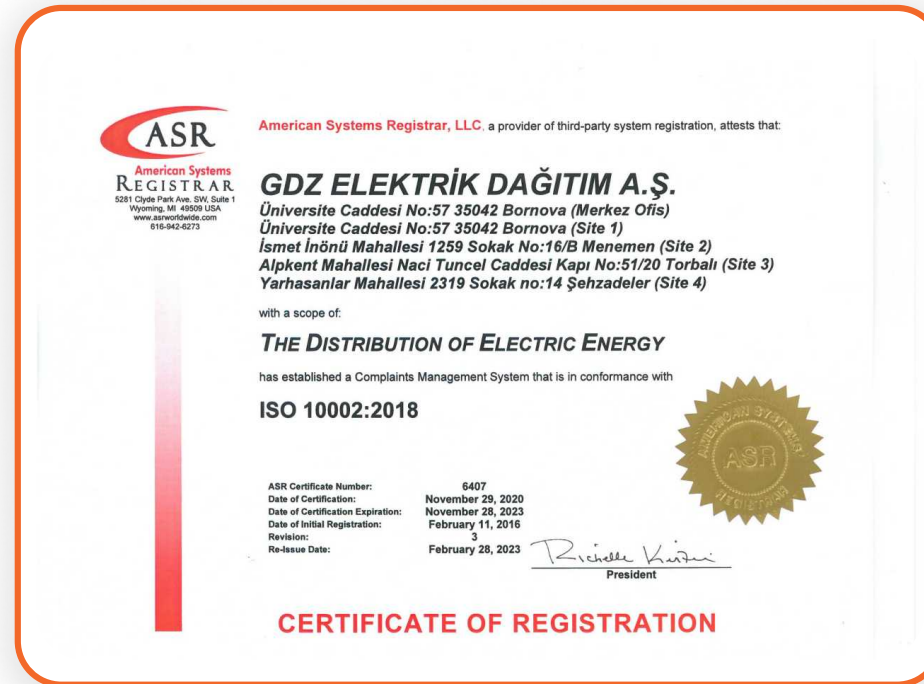 ASR
American Systems
REGISTRAR
5281 Clyde Park Ave. SW, Suite 1
Wyoming, MI 49509 USA
www.asrworldwide.com
616-942-6273
American Systems Registrar, LLC. a provider of third-party system registration, attests that:
GDZ ELEKTRİK DAĞITIM A.Ş.
Üniversite Caddesi No:57 35042 Bornova (Merkez Ofis)
Üniversite Caddesi No:57 35042 Bornova (Site 1)
İsmet İnönü Mahallesi 1259 Sokak No:16/B Menemen (Site 2)
Alpkent Mahallesi Naci Tuncel Caddesi Kapı No:51/20 Torbalı (Site 3)
Yarhasanlar Mahallesi 2319 Sokak no:14 Şehzadeler (Site 4)
with a scope of:
THE DISTRIBUTION OF ELECTRIC ENERGY
has established a Complaints Management System that is in conformance with
ISO 10002:2018
AMERICAN SYSTEMS
ASR
REGISTRAR
ASR Certificate Number: 6407
Date of Certification: November 29, 2020
Date of Certification Expiration: November 28, 2023
Date of Initial Registration: February 11, 2016
Revision: 3
Re-Issue Date: February 28, 2023
President
CERTIFICATE OF REGISTRATION